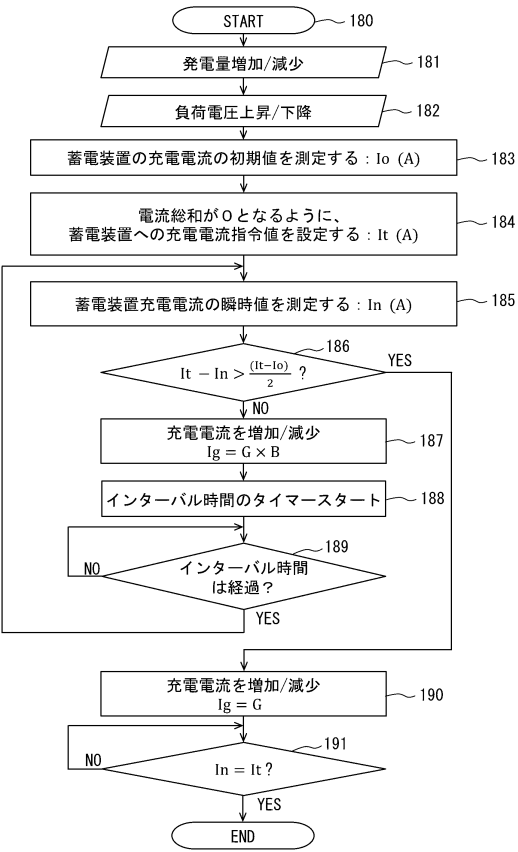 START
180
発電量増加/減少
181
負荷電圧上昇/下降
182
蓄電装置の充電電流の初期値を測定する：Io (A)
183
電流総和が０となるように、
蓄電装置への充電電流指令値を設定する：It (A)
184
蓄電装置充電電流の瞬時値を測定する：In (A)
185
186
It － In > (It−Io)/2 ?
YES
NO
充電電流を増加/減少
Ig = G × B
187
インターバル時間のタイマースタート
188
189
インターバル時間
は経過？
NO
YES
充電電流を増加/減少
Ig = G
190
191
In = It？
NO
YES
END